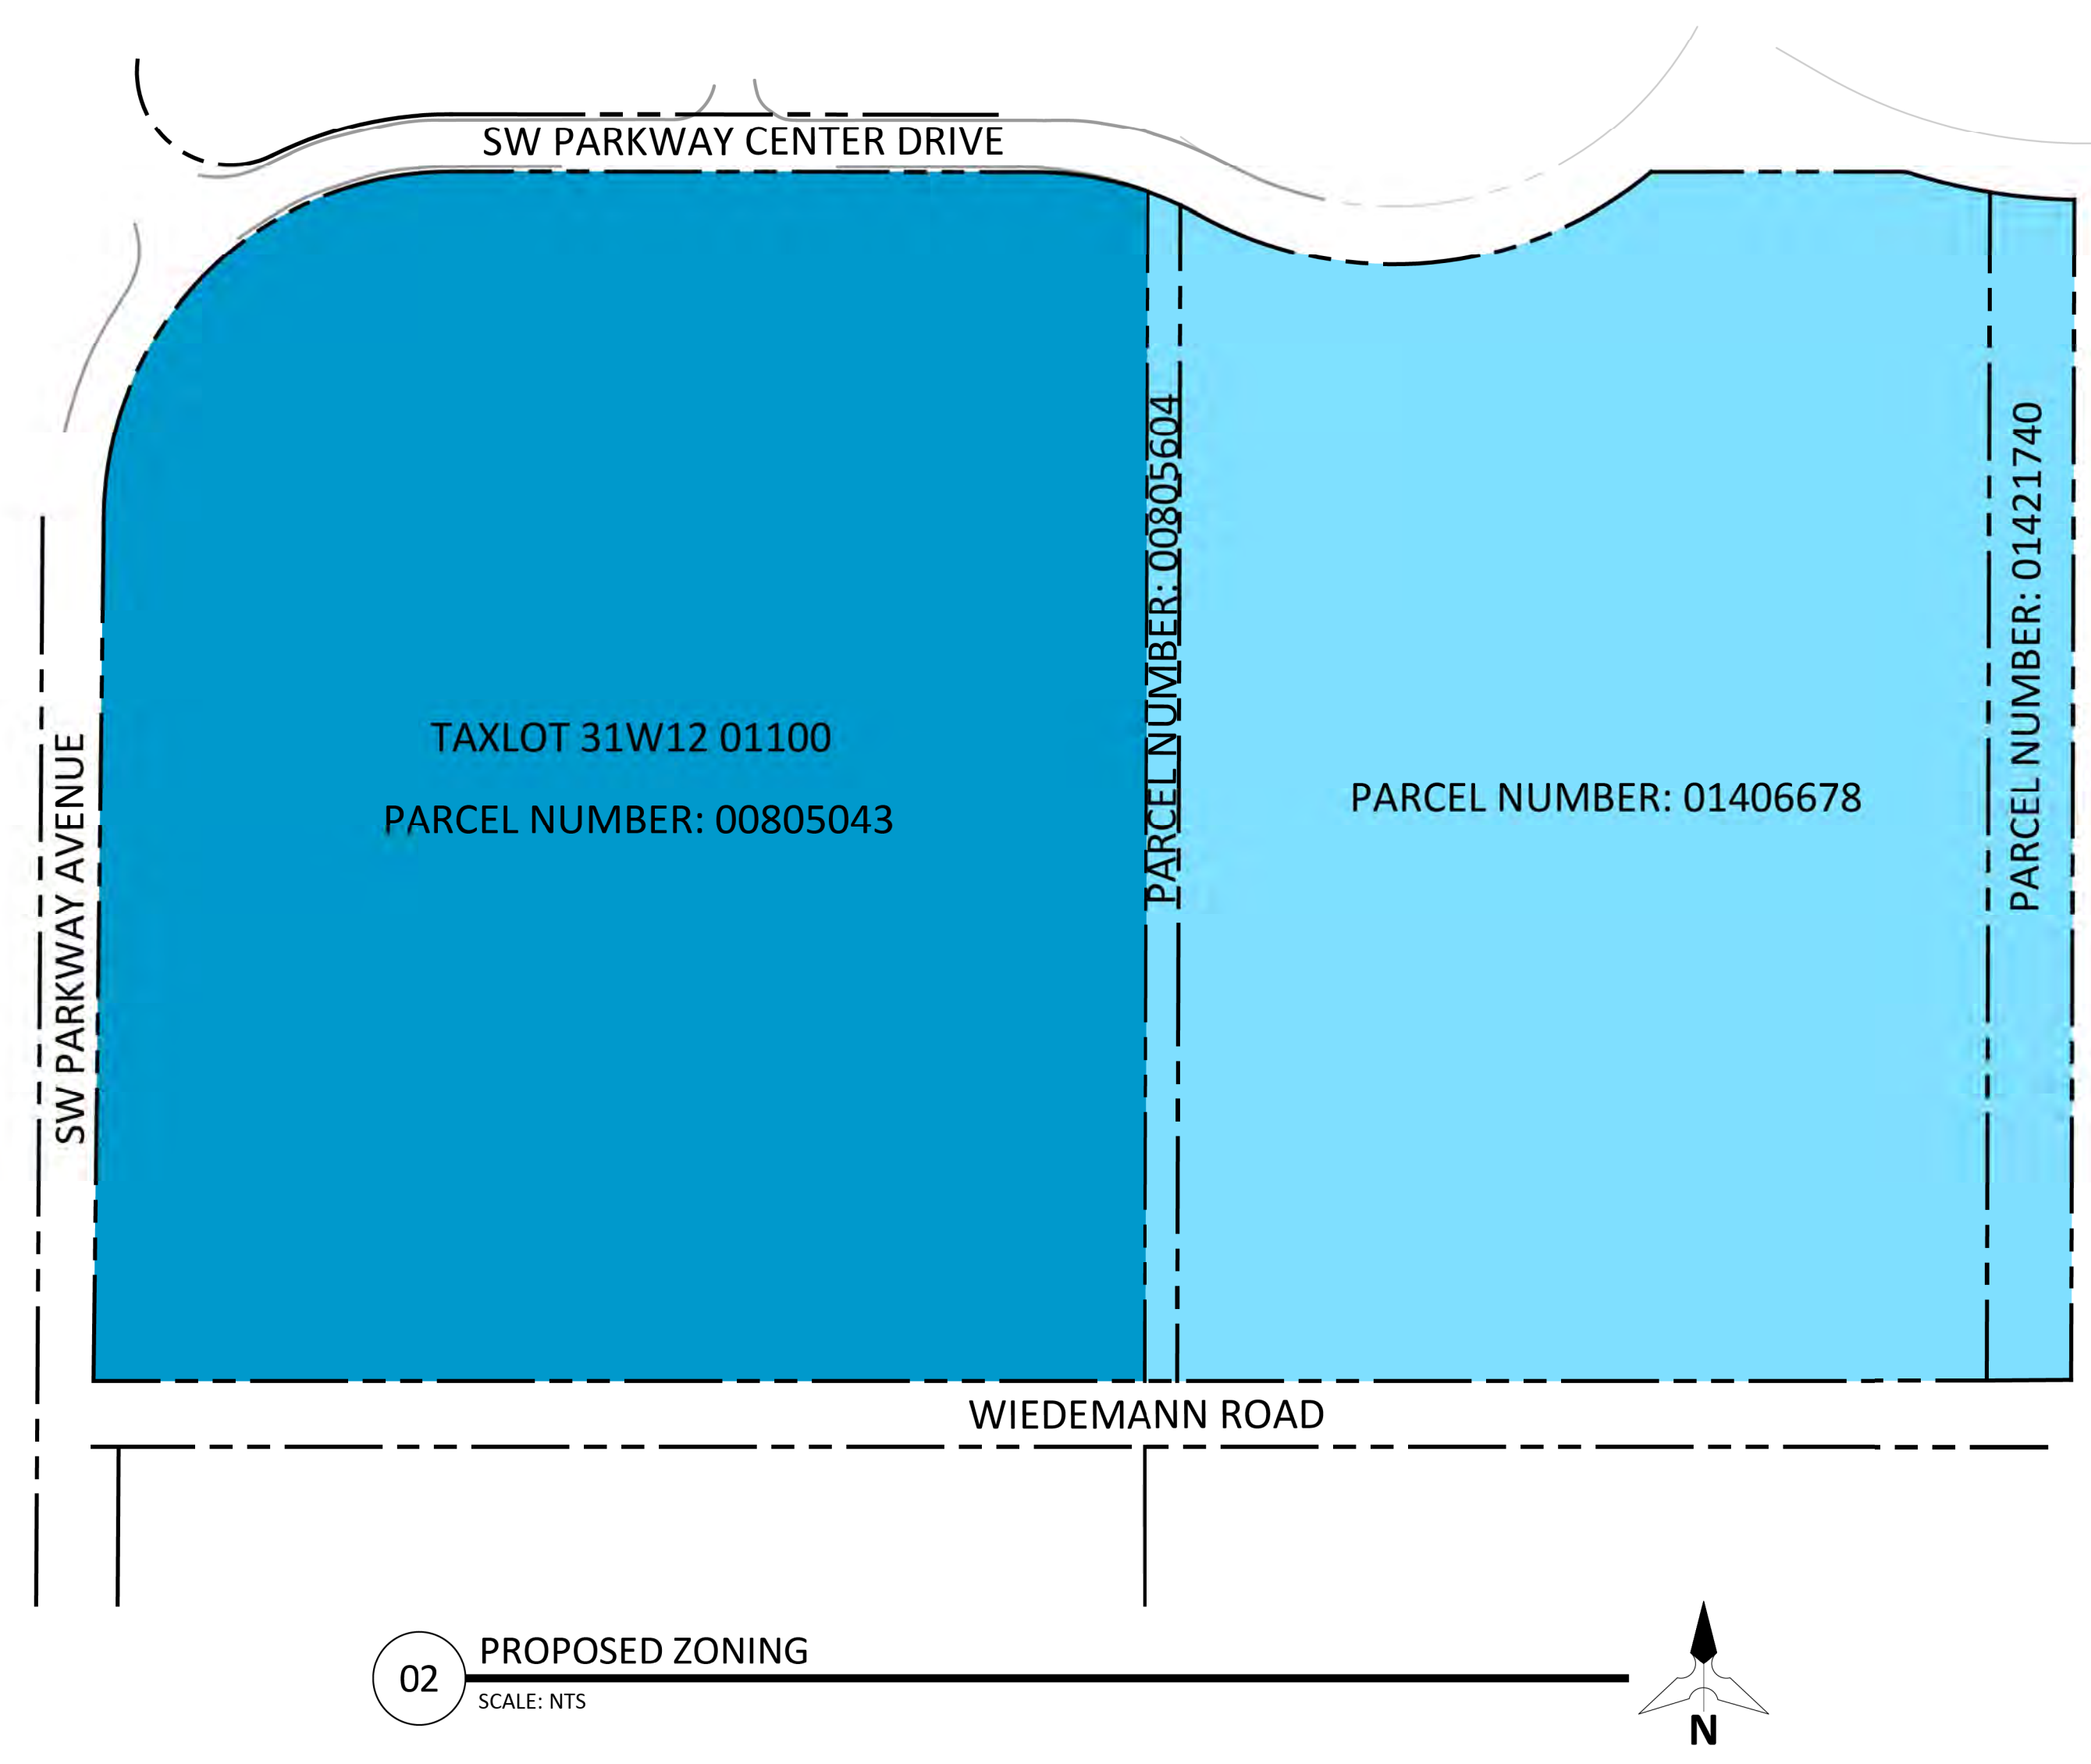 SW PARKWAY CENTER DRIVE
SW PARKWAY AVENUE
TAXLOT 31W12 01100
PARCEL NUMBER: 00805043
PARCEL NUMBER: 00805604
PARCEL NUMBER: 01406678
PARCEL NUMBER: 01421740
WIEDEMANN ROAD
02
PROPOSED ZONING
SCALE: NTS
N